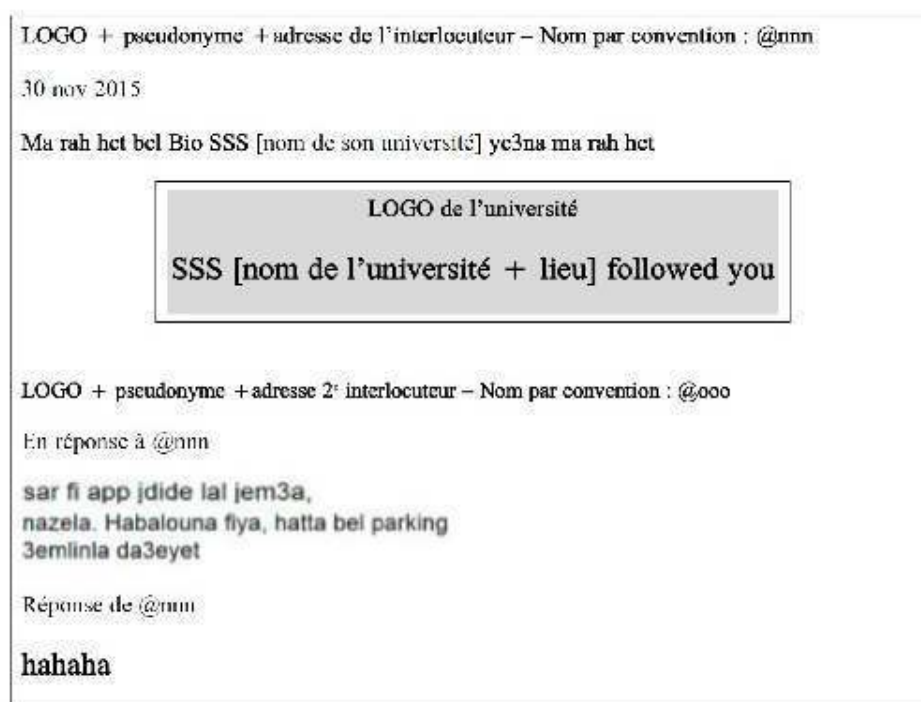 LOGO + pseudonyme +adresse de l'interlocuteur – Nom par convention : @nnn
30 nov 2015
Ma rah het bel Bio SSS [nom de son université] ye3na ma rah het
LOGO de l'université
SSS [nom de l'université + lieu] followed you
LOGO + pseudonyme +adresse 2e interlocuteur – Nom par convention : @ooo
En réponse à @nnn
sar fi app jdide lal jem3a,
nazela. Habalouna fiya, hatta bel parking
3emlinla da3eyet
Réponse de @nnn
hahaha